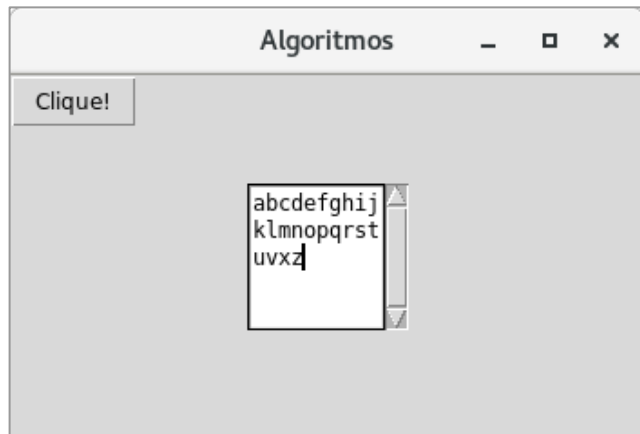 Algoritmos
Clique!
abcdefghij
klmnopqrst
uvxz